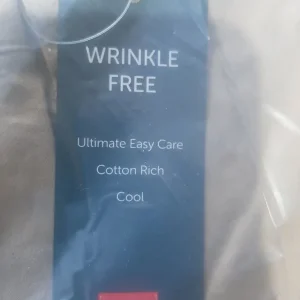 WRINKLE
FREE
Ultimate Easy Care
Cotton Rich
Cool